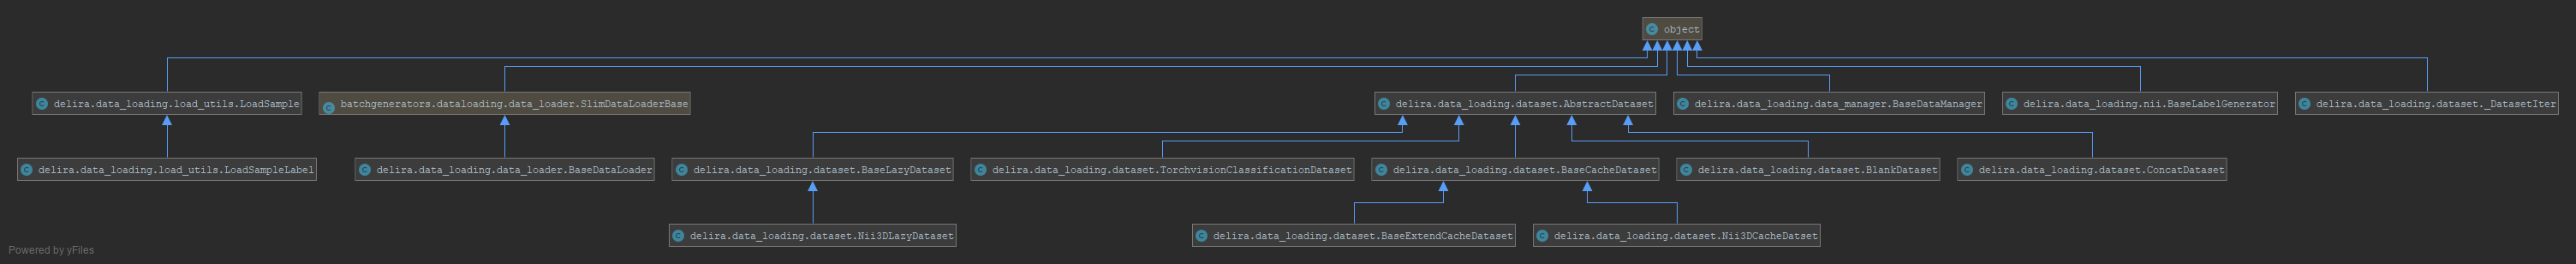 object
delira.data_loading.load_utils.LoadSample
batchgenerators.dataloading.data_loader.SlimDataLoaderBase
delira.data_loading.dataset.AbstractDataset
delira.data_loading.data_manager.BaseDataManager
delira.data_loading.nii.BaseLabelGenerator
delira.data_loading.dataset._DatasetIter
delira.data_loading.load_utils.LoadSampleLabel
delira.data_loading.data_loader.BaseDataLoader
delira.data_loading.dataset.BaseLazyDataset
delira.data_loading.dataset.TorchvisionClassificationDataset
delira.data_loading.dataset.BaseCacheDataset
delira.data_loading.dataset.BlankDataset
delira.data_loading.dataset.ConcatDataset
delira.data_loading.dataset.Nii3DLazyDataset
delira.data_loading.dataset.BaseExtendCacheDataset
delira.data_loading.dataset.Nii3DCacheDatset
Powered by yFiles